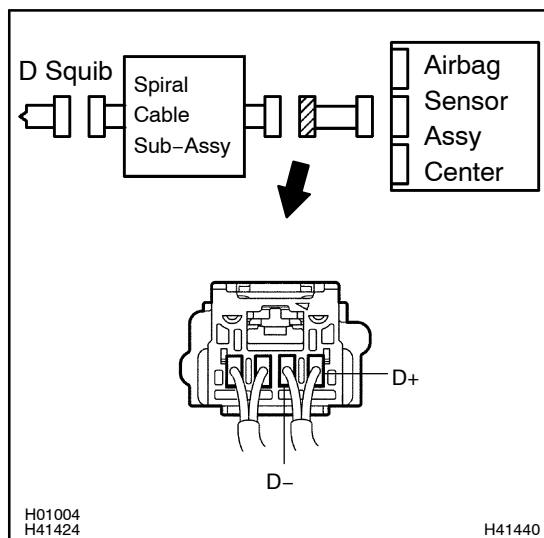 D Squib
Spiral
Cable
Sub−Assy
Airbag
Sensor
Assy
Center
D+
D−
H01004
H41424
H41440